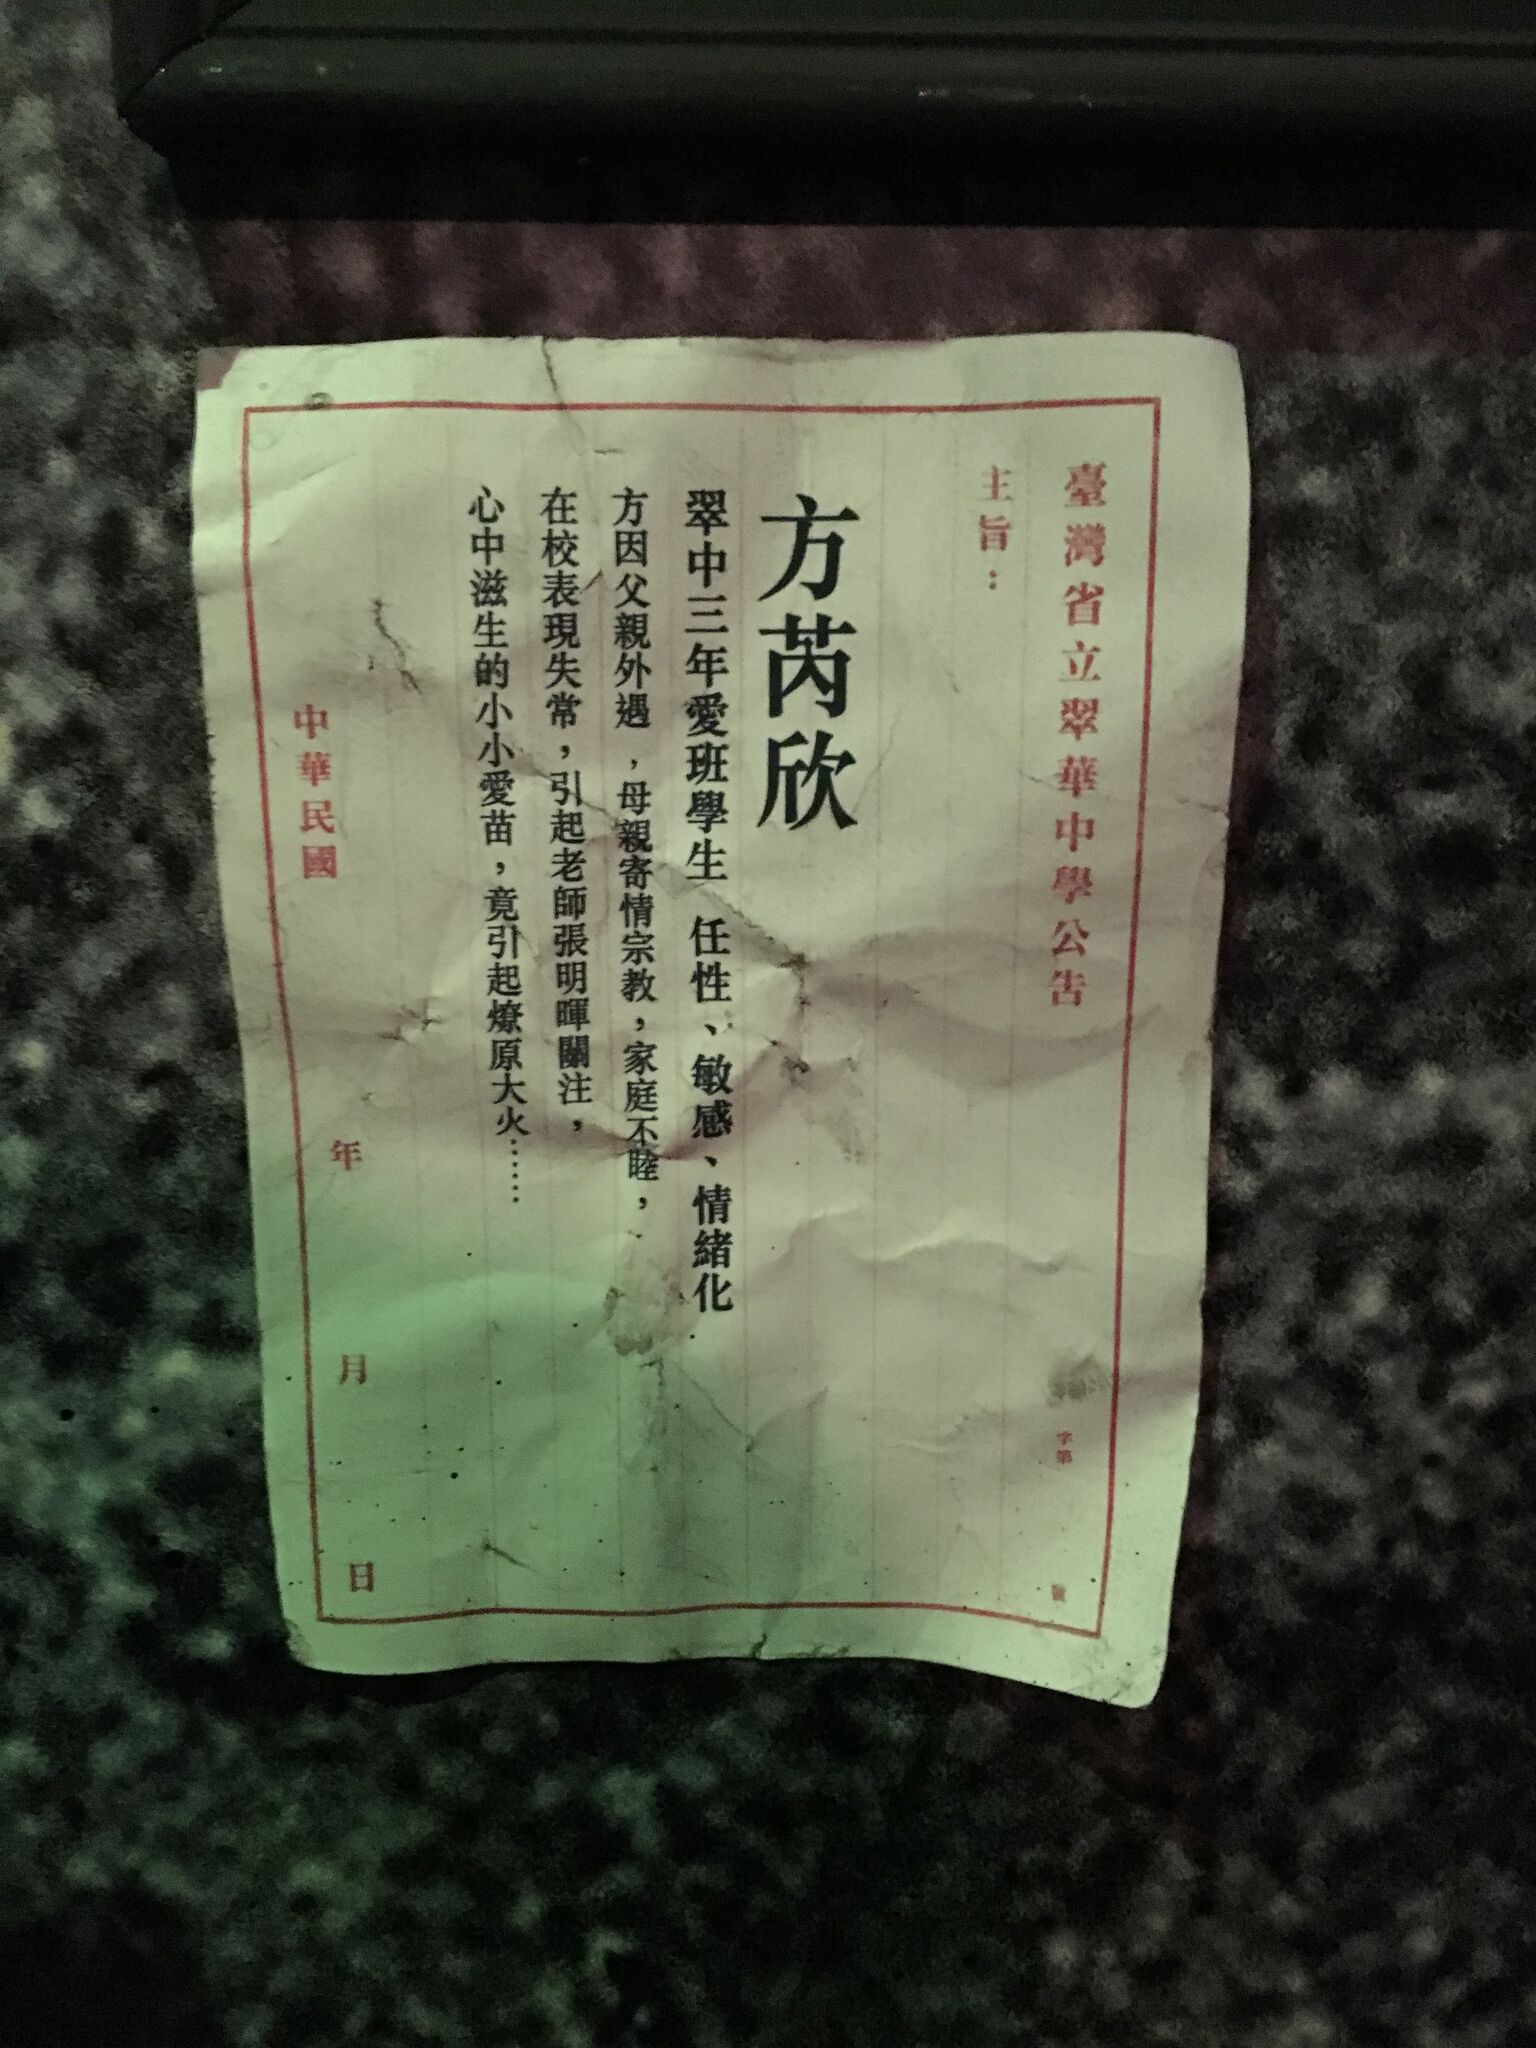 臺灣省立翠華中學公告
字第
號
主旨：
方芮欣
翠中三年愛班學生 任性、敏感、情緒化
方因父親外遇，母親寄情宗教，家庭不睦，
在校表現失常，引起老師張明暉關注，
心中滋生的小小愛苗，竟引起燎原大火……
中華民國 年 月 日